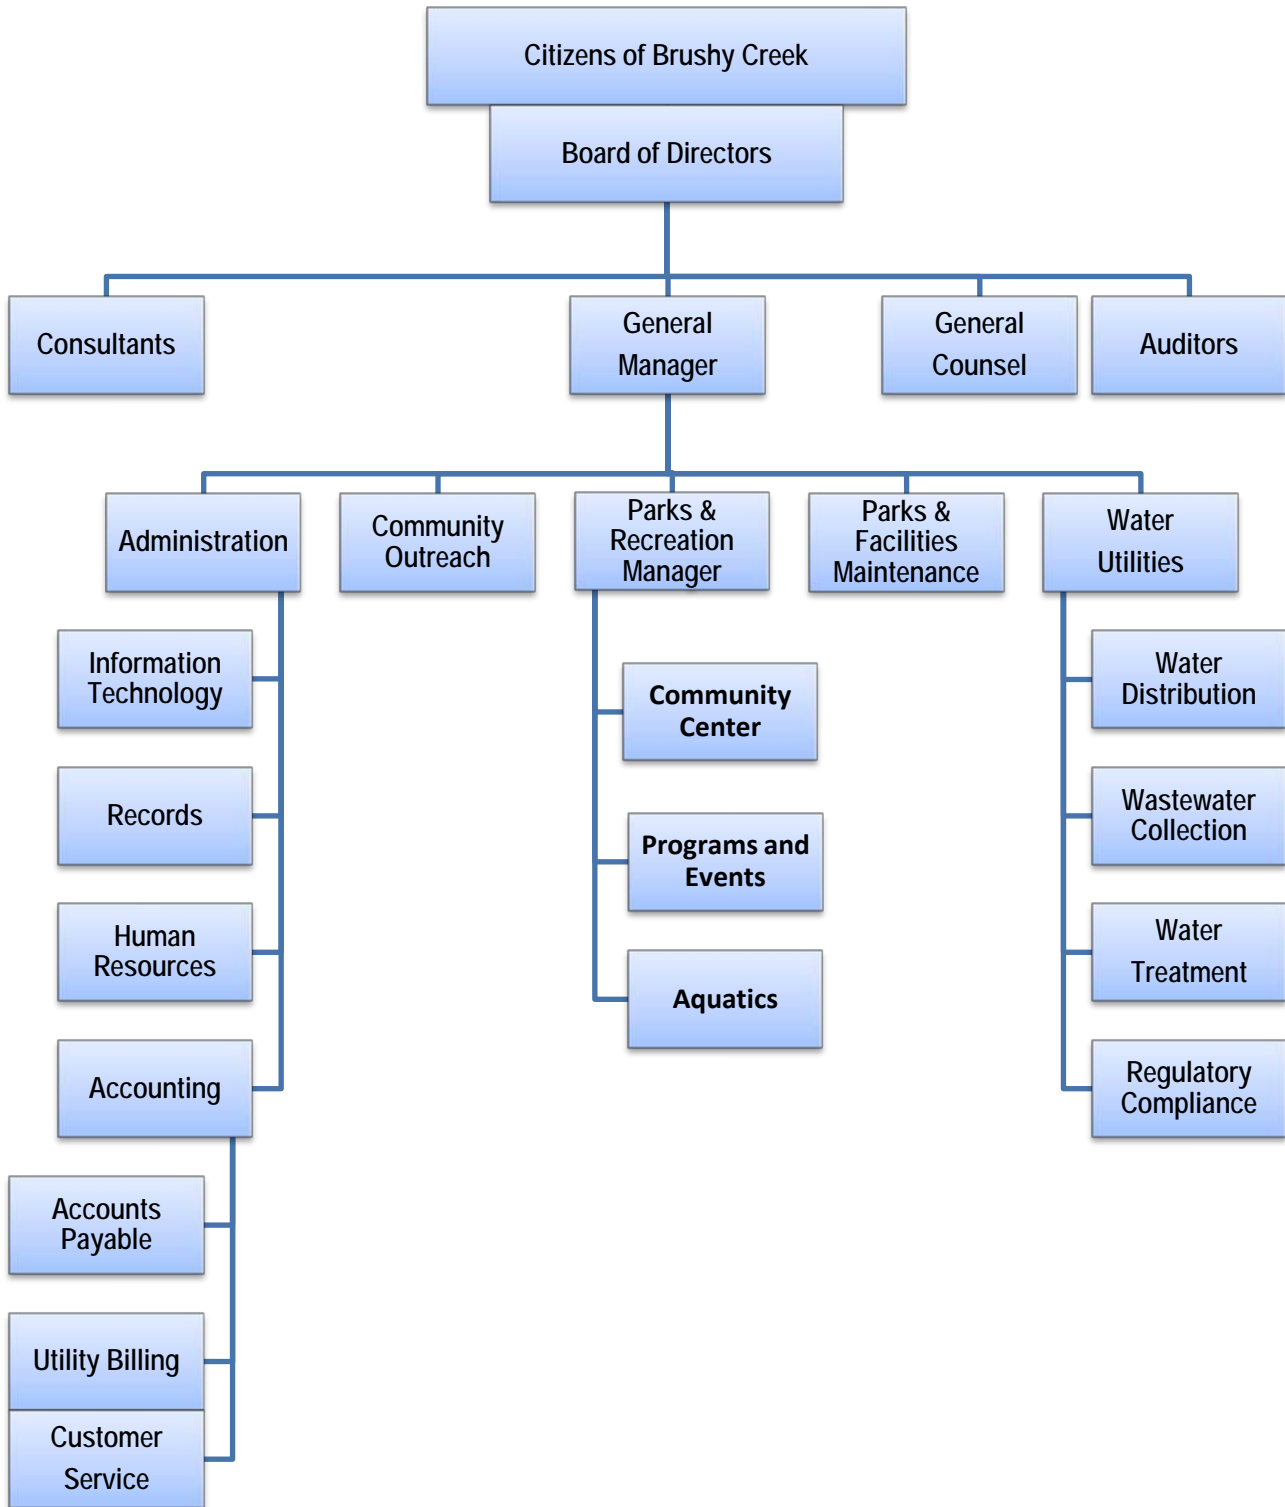 Citizens of Brushy Creek
Board of Directors
Consultants
General
Manager
General
Counsel
Auditors
Administration
Community
Outreach
Parks &
Recreation
Manager
Parks &
Facilities
Maintenance
Water
Utilities
Information
Technology
Records
Human
Resources
Accounting
Accounts
Payable
Utility Billing
Customer
Service
Community
Center
Programs and
Events
Aquatics
Water
Distribution
Wastewater
Collection
Water
Treatment
Regulatory
Compliance